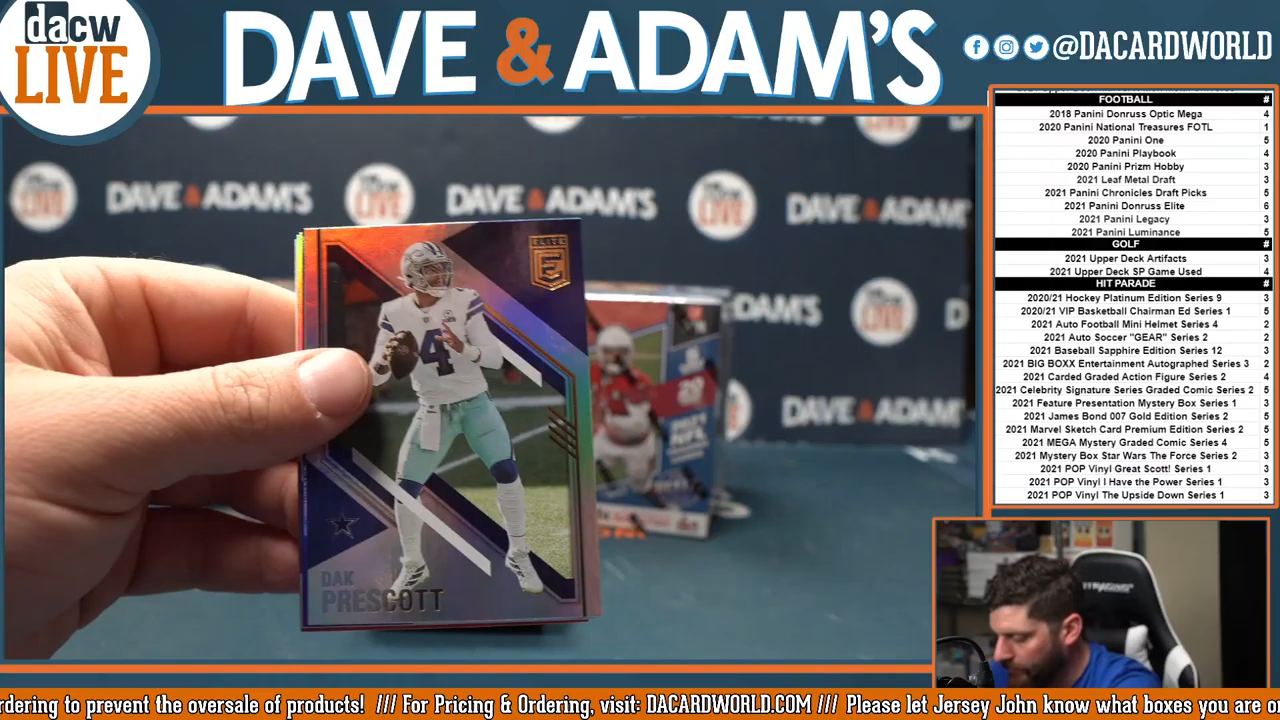 dacw
LIVE
DAVE & ADAM'S
@DACARDWORLD
FOOTBALL #
2018 Panini Donruss Optic Mega 4
2020 Panini National Treasures FOTL 1
2020 Panini One 5
2020 Panini Playbook 4
2020 Panini Prizm Hobby 3
2021 Leaf Metal Draft 3
2021 Panini Chronicles Draft Picks 5
2021 Panini Donruss Elite 6
2021 Panini Legacy 3
2021 Panini Luminance 5
GOLF #
2021 Upper Deck Artifacts 3
2021 Upper Deck SP Game Used 4
HIT PARADE #
2020/21 Hockey Platinum Edition Series 9 3
2020/21 VIP Basketball Chairman Ed Series 1 5
2021 Auto Football Mini Helmet Series 4 2
2021 Auto Soccer "GEAR" Series 2 2
2021 Baseball Sapphire Edition Series 12 3
2021 BIG BOXX Entertainment Autographed Series 3 2
2021 Carded Graded Action Figure Series 2 4
2021 Celebrity Signature Series Graded Comic Series 2 5
2021 Feature Presentation Mystery Box Series 1 3
2021 James Bond 007 Gold Edition Series 2 5
2021 Marvel Sketch Card Premium Edition Series 2 5
2021 MEGA Mystery Graded Comic Series 4 5
2021 Mystery Box Star Wars The Force Series 2 3
2021 POP Vinyl Great Scott! Series 1 3
2021 POP Vinyl I Have the Power Series 1 3
2021 POP Vinyl The Upside Down Series 1 3
DAVE & ADAM'S
DAVE & ADAM'S
DAVE & ADAM'S
DAVE & ADAM'S
ELITE
E
4
DAK
PRESCOTT
20
NFL
rdering to prevent the oversale of products! /// For Pricing & Ordering, visit: DACARDWORLD.COM /// Please let Jersey John know what boxes you are o